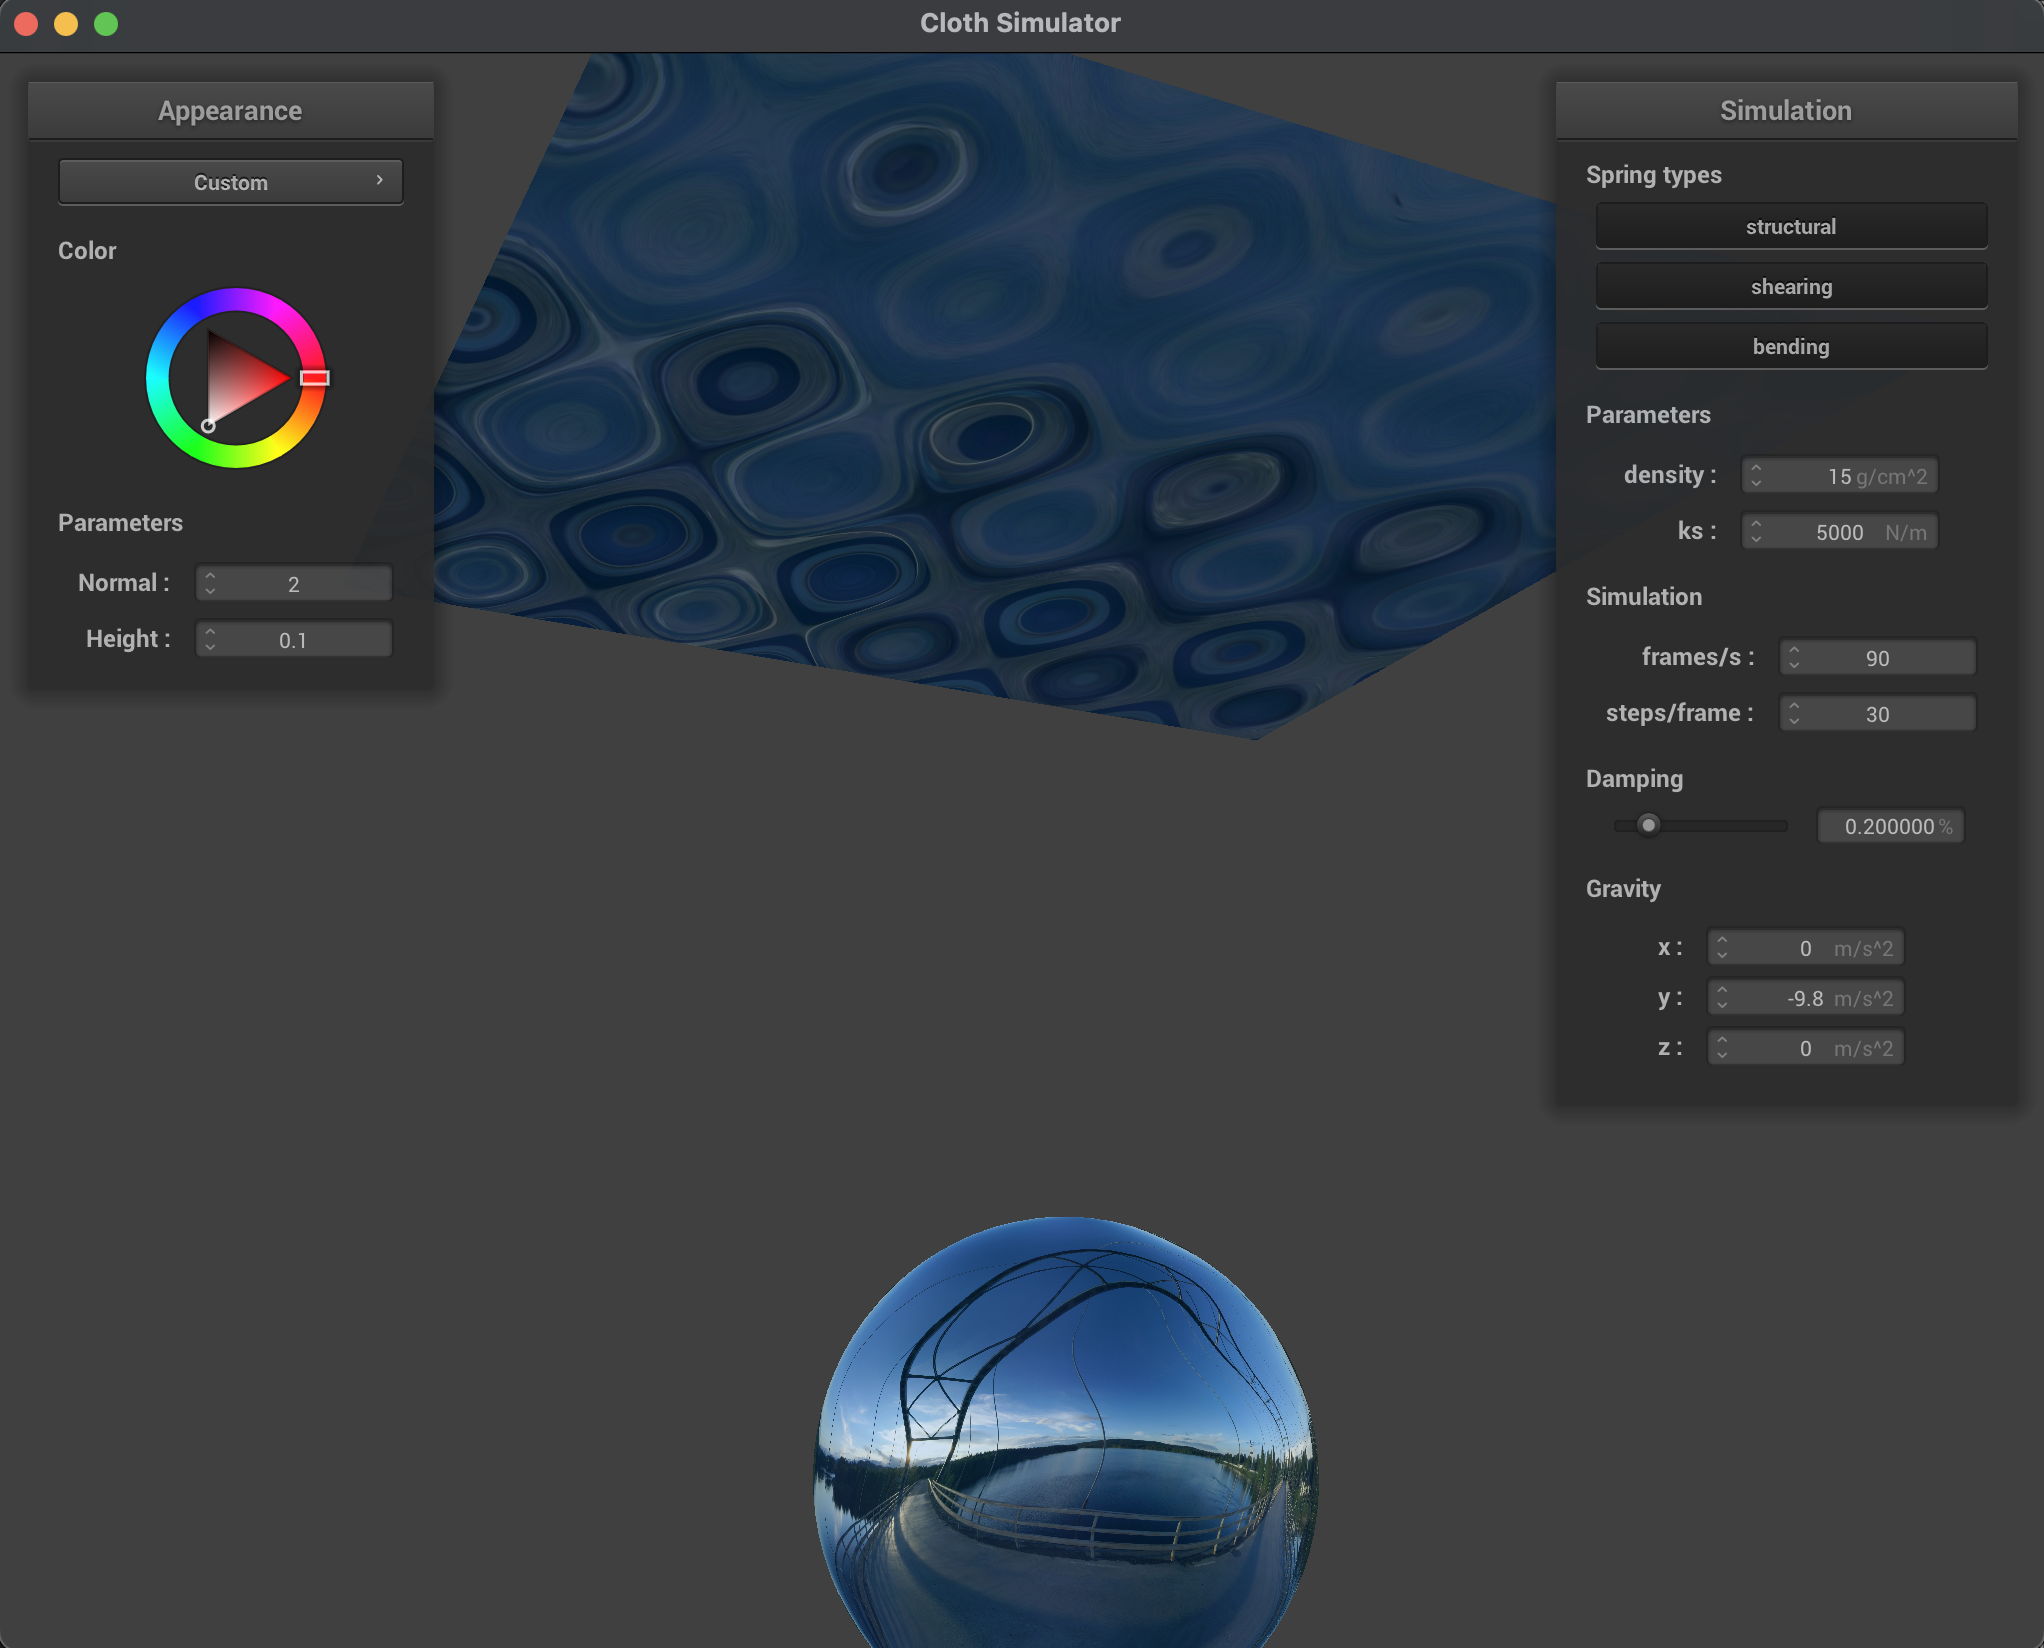 Cloth Simulator
Appearance
Custom
Color
Parameters
Normal : 2
Height : 0.1
Simulation
Spring types
structural
shearing
bending
Parameters
density : 15 g/cm^2
ks : 5000 N/m
Simulation
frames/s : 90
steps/frame : 30
Damping
0.200000 %
Gravity
x : 0 m/s^2
y : -9.8 m/s^2
z : 0 m/s^2